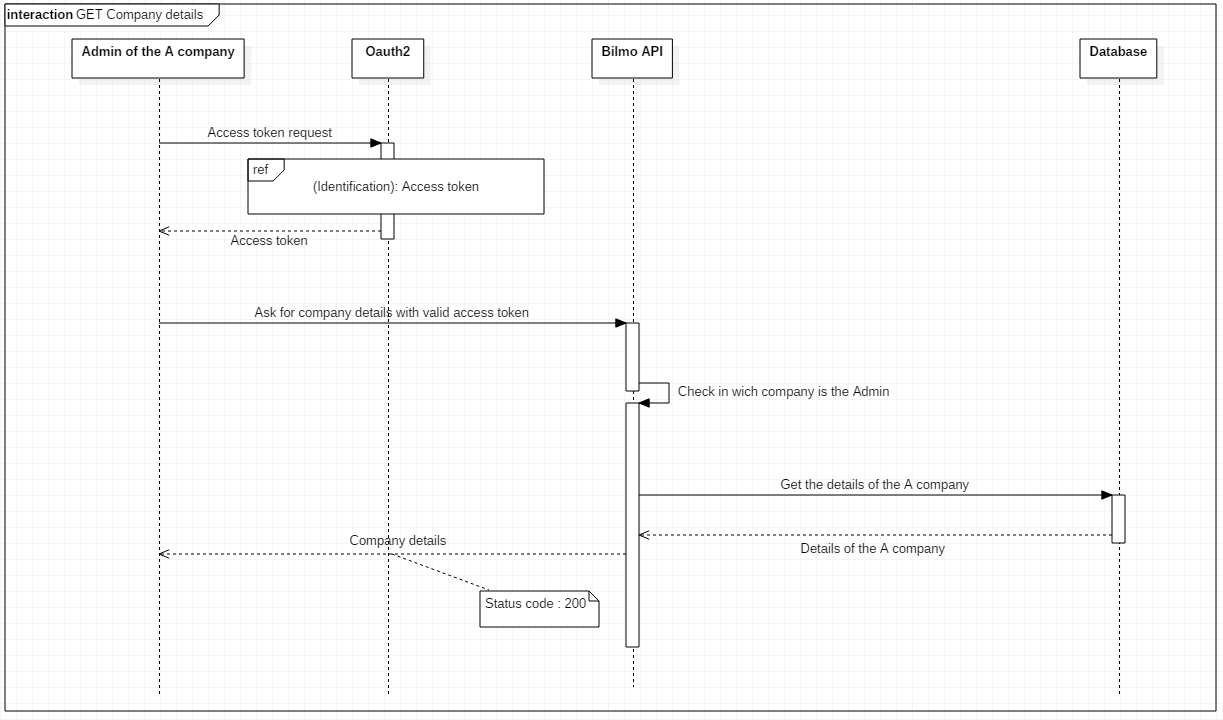 interaction GET Company details
Admin of the A company
Oauth2
Bilmo API
Database
Access token request
ref
(Identification): Access token
Access token
Ask for company details with valid access token
Check in wich company is the Admin
Get the details of the A company
Company details
Details of the A company
Status code : 200